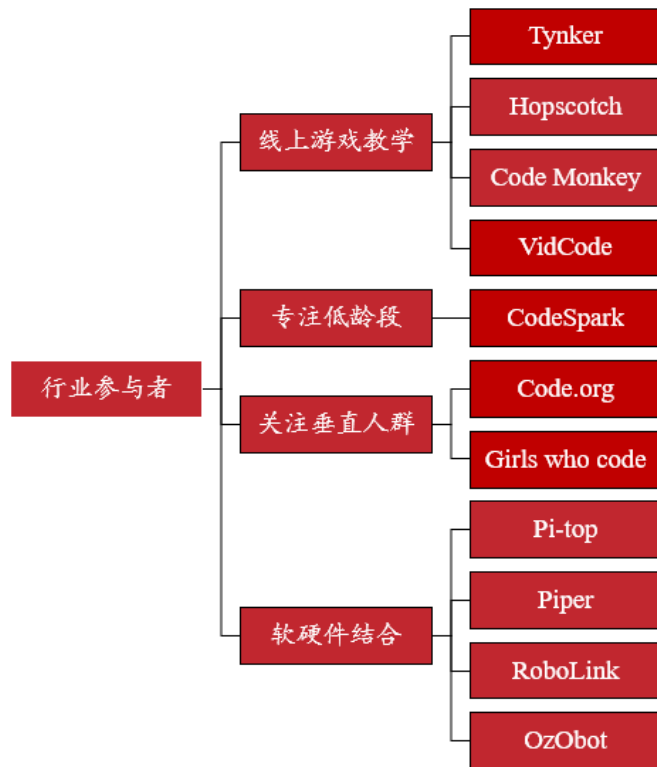 行业参与者
线上游戏教学
Tynker
Hopscotch
Code Monkey
VidCode
专注低龄段
CodeSpark
关注垂直人群
Code.org
Girls who code
软硬件结合
Pi-top
Piper
RoboLink
OzObot